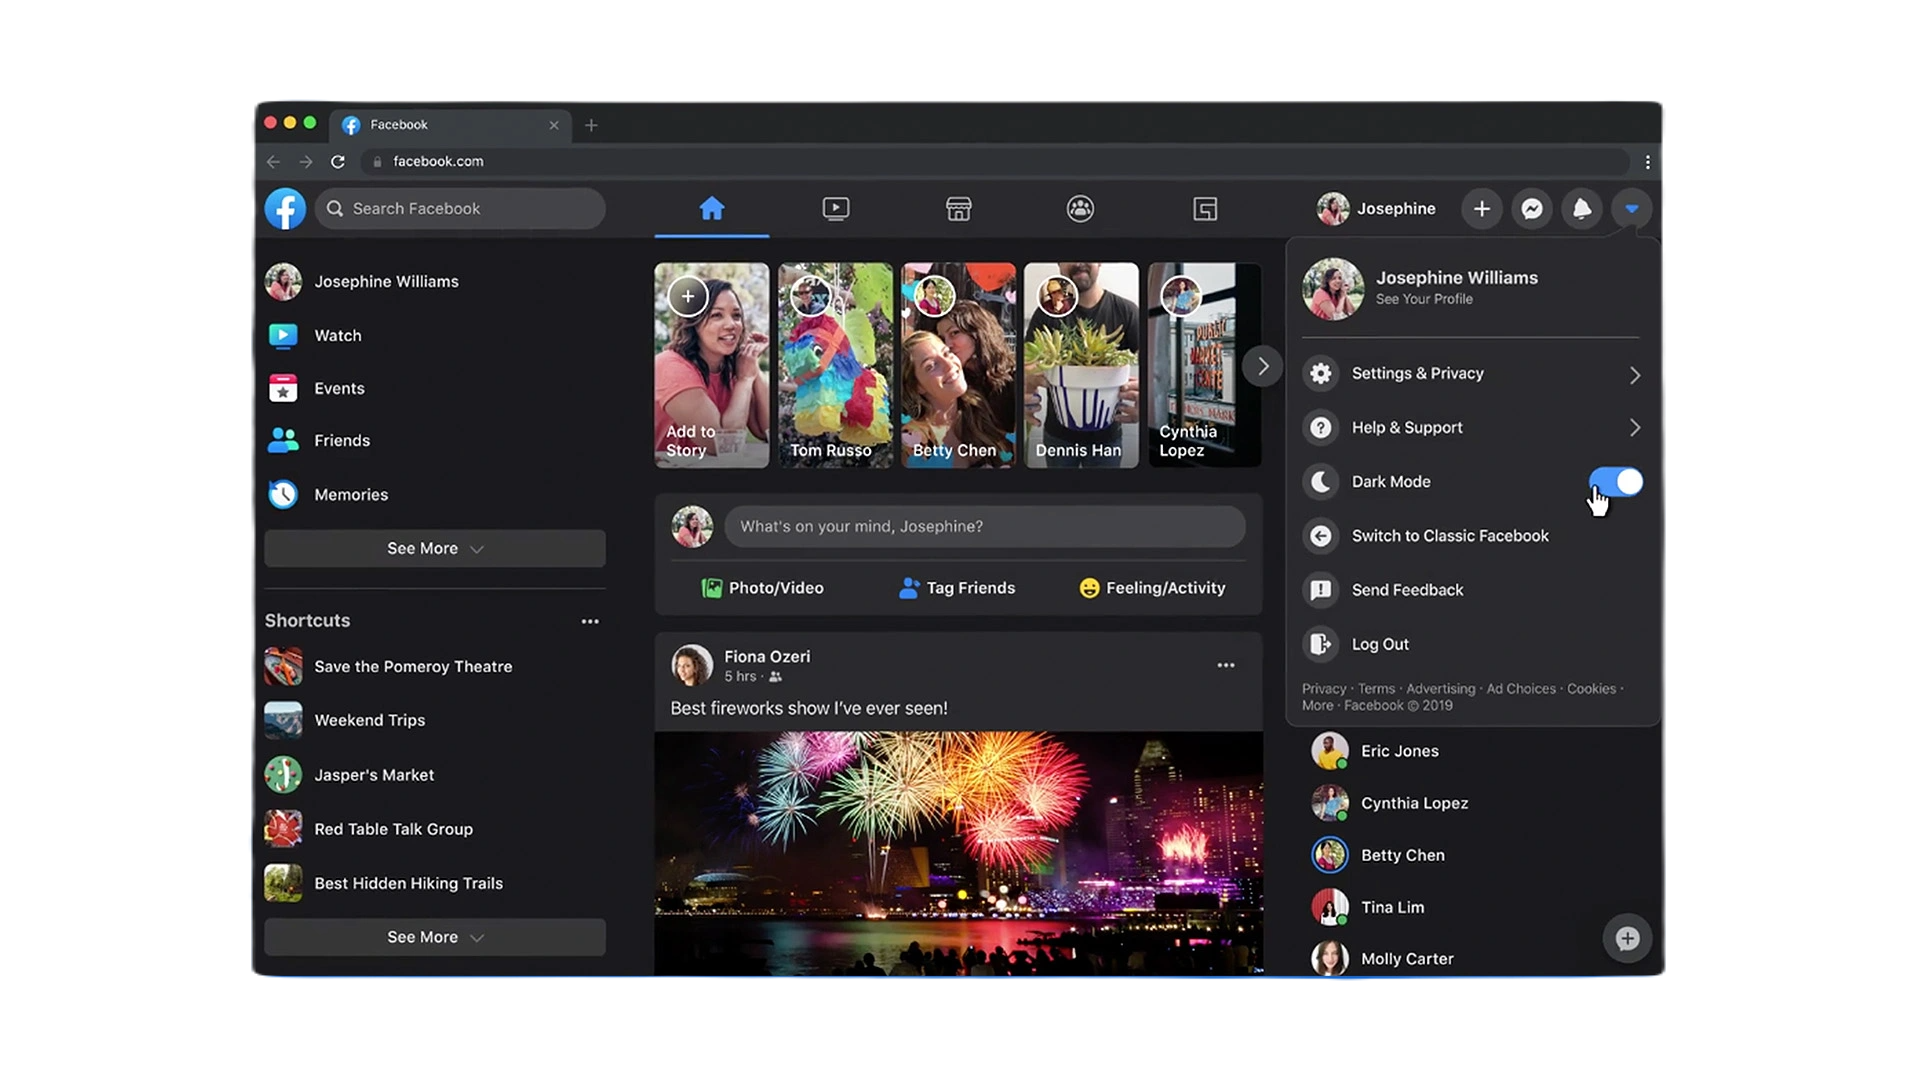 Facebook
facebook.com
Search Facebook
Josephine
Josephine Williams
Watch
Events
Friends
Memories
See More
Shortcuts
Save the Pomeroy Theatre
Weekend Trips
Jasper's Market
Red Table Talk Group
Best Hidden Hiking Trails
See More
Add to
Story
Tom Russo
Betty Chen
Dennis Han
PUBLIC
MARKET
Cynthia
Lopez
What's on your mind, Josephine?
Photo/Video
Tag Friends
Feeling/Activity
Fiona Ozeri
5 hrs ·
Best fireworks show I've ever seen!
Josephine Williams
See Your Profile
Settings & Privacy
Help & Support
Dark Mode
Switch to Classic Facebook
Send Feedback
Log Out
Privacy · Terms · Advertising · Ad Choices · Cookies ·
More · Facebook © 2019
Eric Jones
Cynthia Lopez
Betty Chen
Tina Lim
Molly Carter